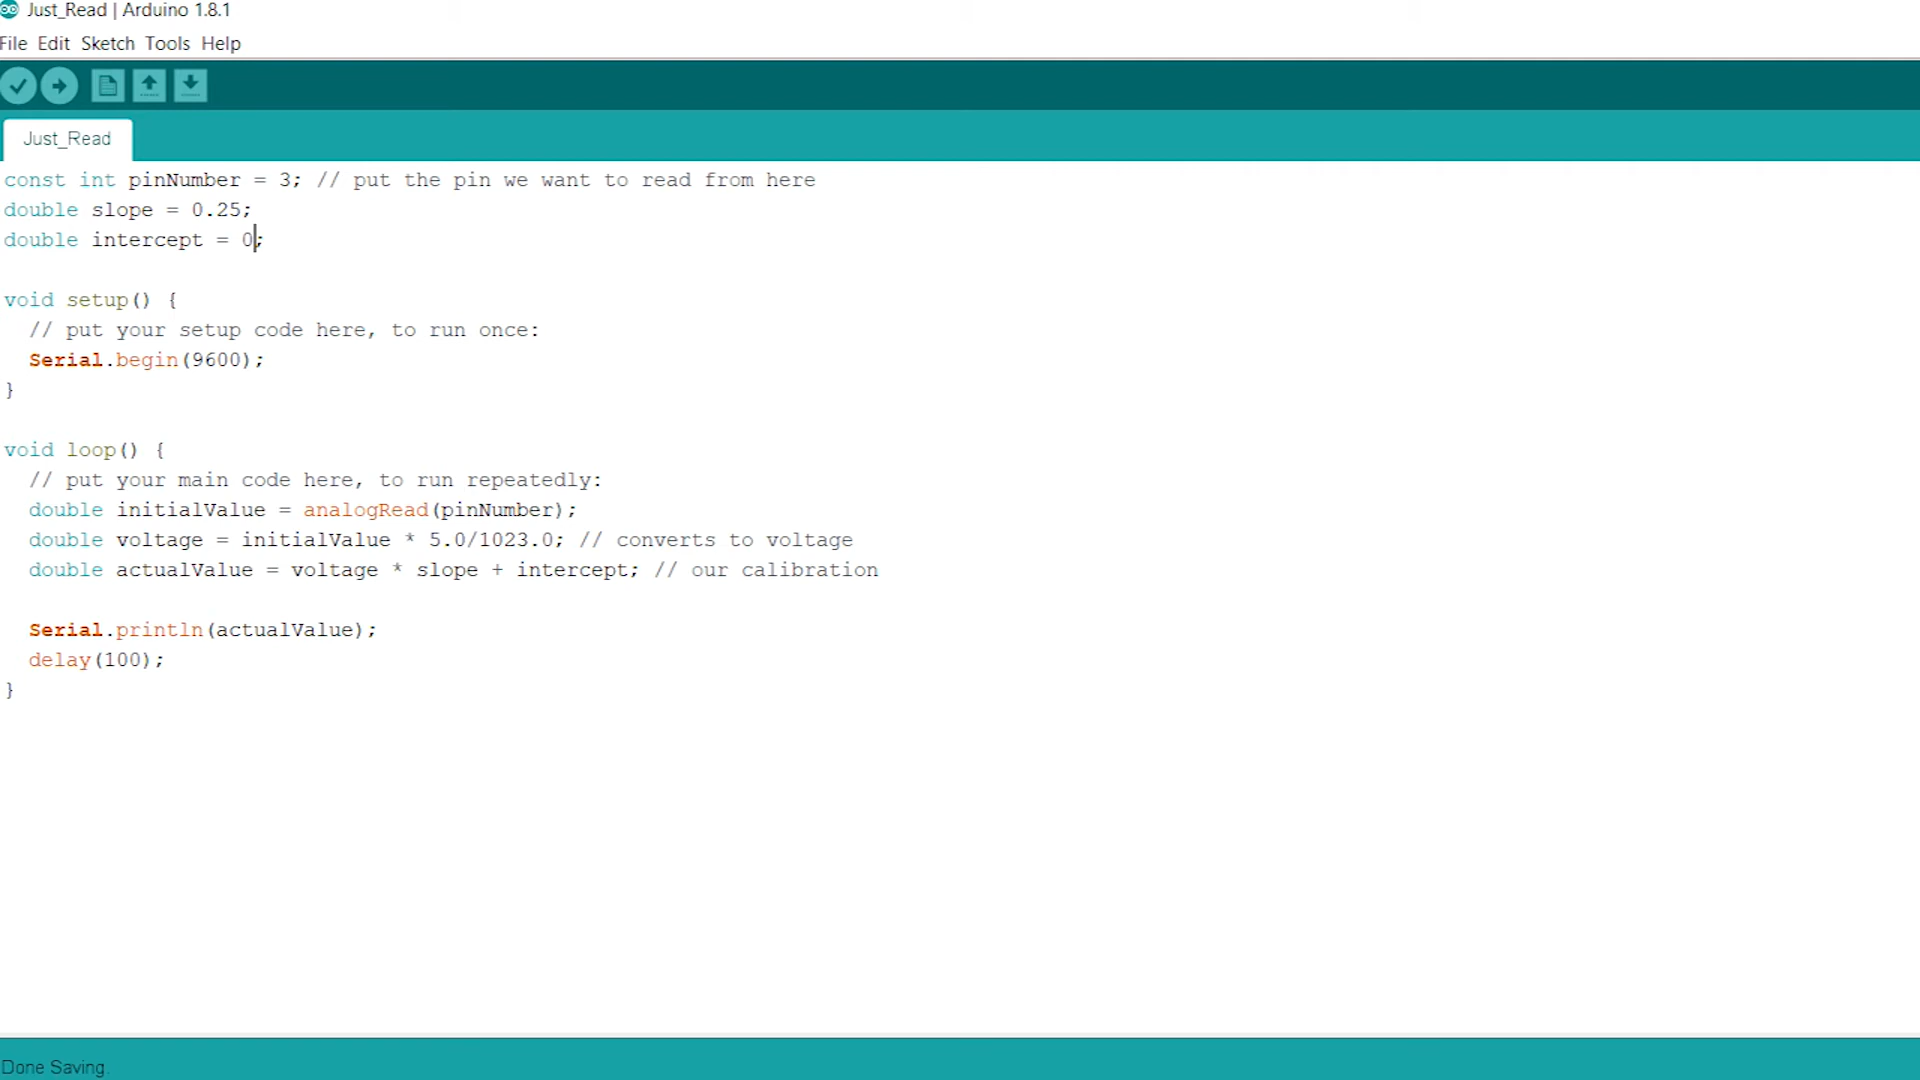 Just_Read | Arduino 1.8.1
File Edit Sketch Tools Help
Just_Read
const int pinNumber = 3; // put the pin we want to read from here
double slope = 0.25;
double intercept = 0;
void setup() {
// put your setup code here, to run once:
Serial.begin(9600);
}
void loop() {
// put your main code here, to run repeatedly:
double initialValue = analogRead(pinNumber);
double voltage = initialValue * 5.0/1023.0; // converts to voltage
double actualValue = voltage * slope + intercept; // our calibration
Serial.println(actualValue);
delay(100);
}
Done Saving.